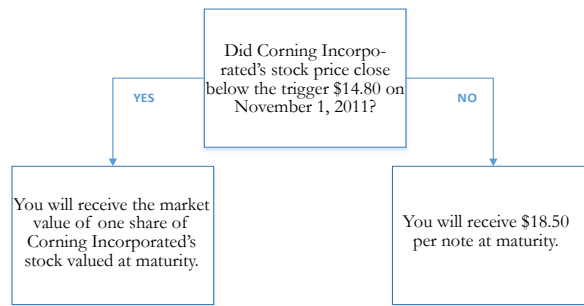 Did Corning Incorpo-
rated's stock price close
below the trigger $14.80 on
November 1, 2011?
YES
NO
You will receive the market
value of one share of
Corning Incorporated's
stock valued at maturity.
You will receive $18.50
per note at maturity.